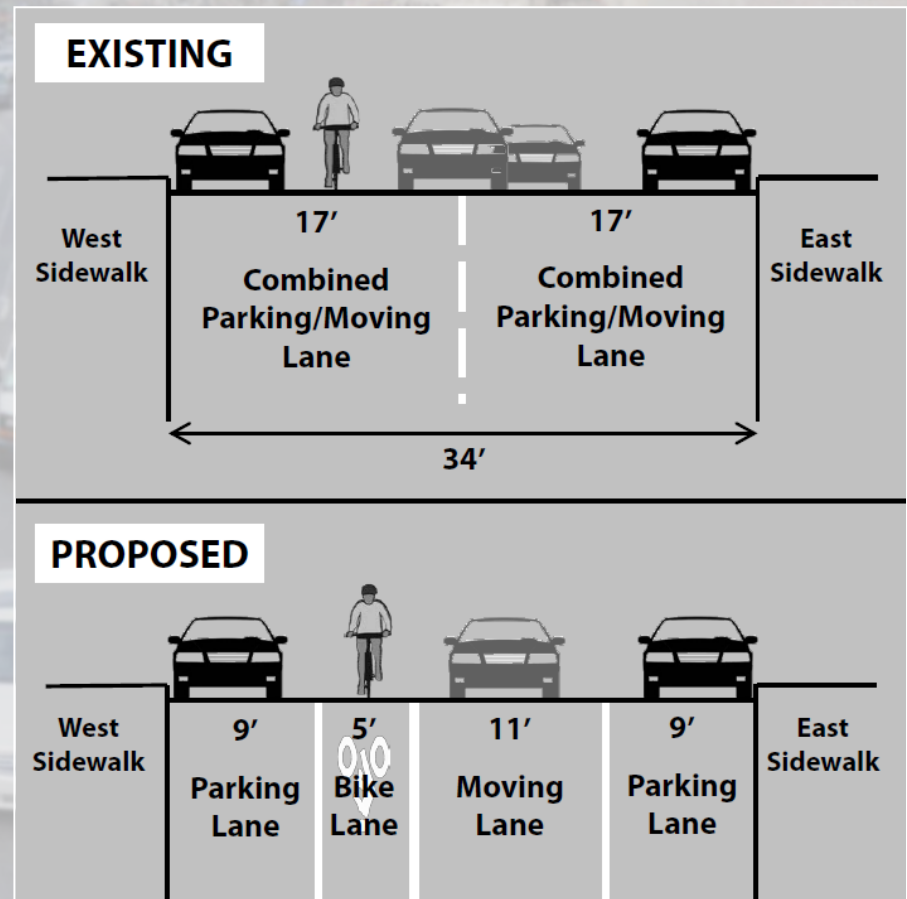 EXISTING
17’
17’
West
Sidewalk
Combined
Parking/Moving
Lane
Combined
Parking/Moving
Lane
East
Sidewalk
34’
PROPOSED
West
Sidewalk
9’
Parking
Lane
5’
Bike
Lane
11’
Moving
Lane
9’
Parking
Lane
East
Sidewalk